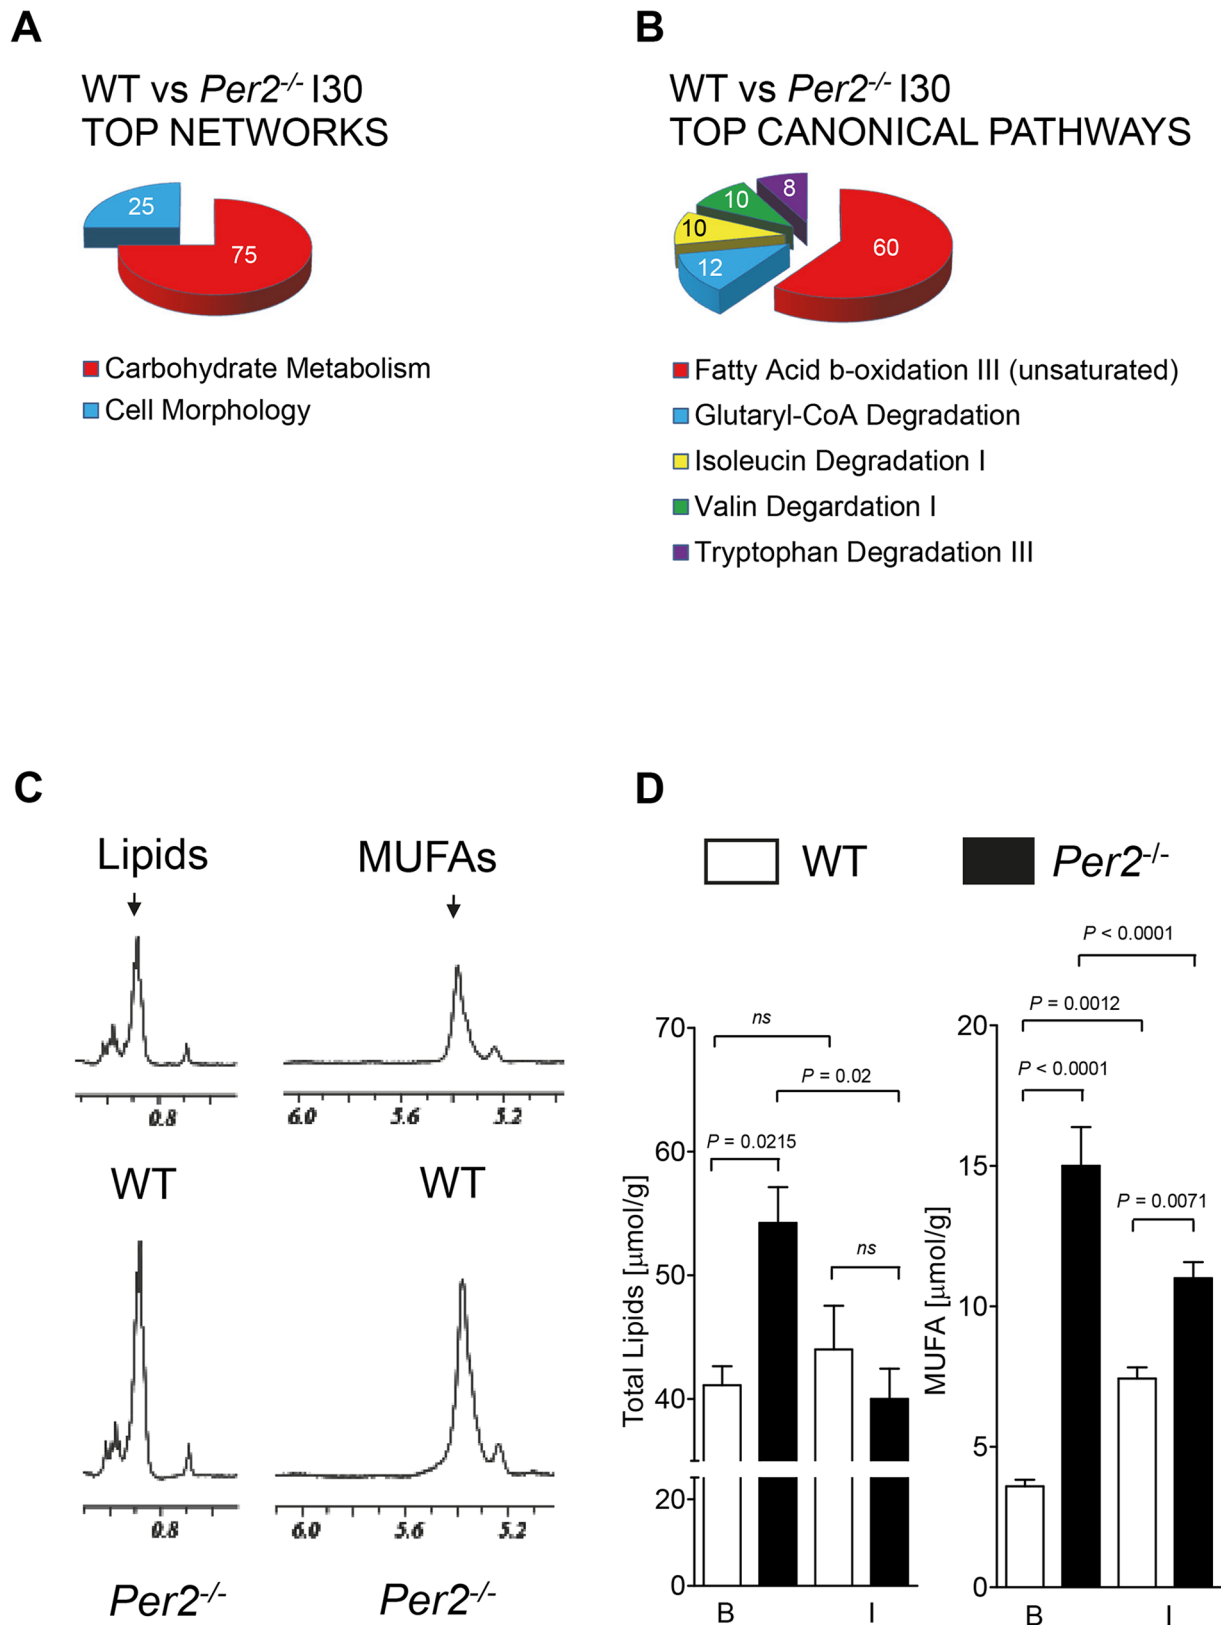 A
WT vs Per2-/- I30
TOP NETWORKS
25
75
Carbohydrate Metabolism
Cell Morphology
B
WT vs Per2-/- I30
TOP CANONICAL PATHWAYS
8
10
10
12
60
Fatty Acid b-oxidation III (unsaturated)
Glutaryl-CoA Degradation
Isoleucin Degradation I
Valin Degardation I
Tryptophan Degradation III
C
Lipids
MUFAs
0.8
6.0 5.6 5.2
WT
WT
0.8
6.0 5.6 5.2
Per2-/-
Per2-/-
D
WT
Per2-/-
ns
P = 0.02
P = 0.0215
ns
Total Lipids [µmol/g]
70
60
50
40
20
0
B I
P < 0.0001
P = 0.0012
P < 0.0001
P = 0.0071
MUFA [µmol/g]
20
15
10
5
0
B I